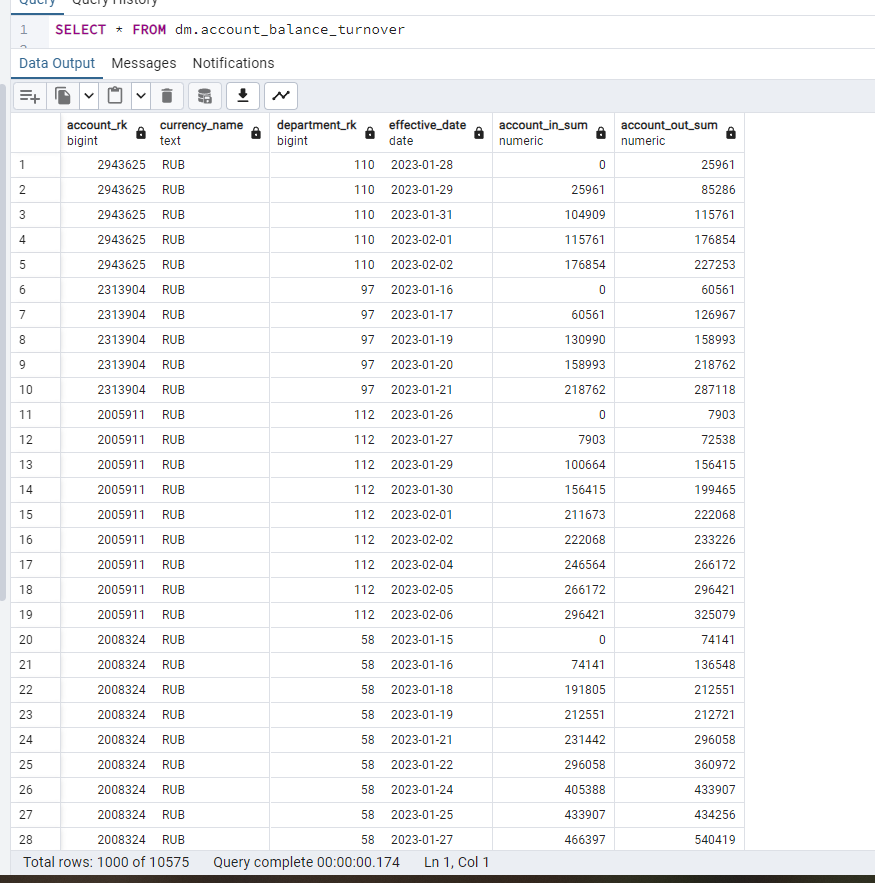 Query Query History
1 SELECT * FROM dm.account_balance_turnover
2
Data Output Messages Notifications
account_rk currency_name department_rk effective_date account_in_sum account_out_sum
bigint text bigint date numeric numeric
1 2943625 RUB 110 2023-01-28 0 25961
2 2943625 RUB 110 2023-01-29 25961 85286
3 2943625 RUB 110 2023-01-31 104909 115761
4 2943625 RUB 110 2023-02-01 115761 176854
5 2943625 RUB 110 2023-02-02 176854 227253
6 2313904 RUB 97 2023-01-16 0 60561
7 2313904 RUB 97 2023-01-17 60561 126967
8 2313904 RUB 97 2023-01-19 130990 158993
9 2313904 RUB 97 2023-01-20 158993 218762
10 2313904 RUB 97 2023-01-21 218762 287118
11 2005911 RUB 112 2023-01-26 0 7903
12 2005911 RUB 112 2023-01-27 7903 72538
13 2005911 RUB 112 2023-01-29 100664 156415
14 2005911 RUB 112 2023-01-30 156415 199465
15 2005911 RUB 112 2023-02-01 211673 222068
16 2005911 RUB 112 2023-02-02 222068 233226
17 2005911 RUB 112 2023-02-04 246564 266172
18 2005911 RUB 112 2023-02-05 266172 296421
19 2005911 RUB 112 2023-02-06 296421 325079
20 2008324 RUB 58 2023-01-15 0 74141
21 2008324 RUB 58 2023-01-16 74141 136548
22 2008324 RUB 58 2023-01-18 191805 212551
23 2008324 RUB 58 2023-01-19 212551 212721
24 2008324 RUB 58 2023-01-21 231442 296058
25 2008324 RUB 58 2023-01-22 296058 360972
26 2008324 RUB 58 2023-01-24 405388 433907
27 2008324 RUB 58 2023-01-25 433907 434256
28 2008324 RUB 58 2023-01-27 466397 540419
Total rows: 1000 of 10575 Query complete 00:00:00.174 Ln 1, Col 1